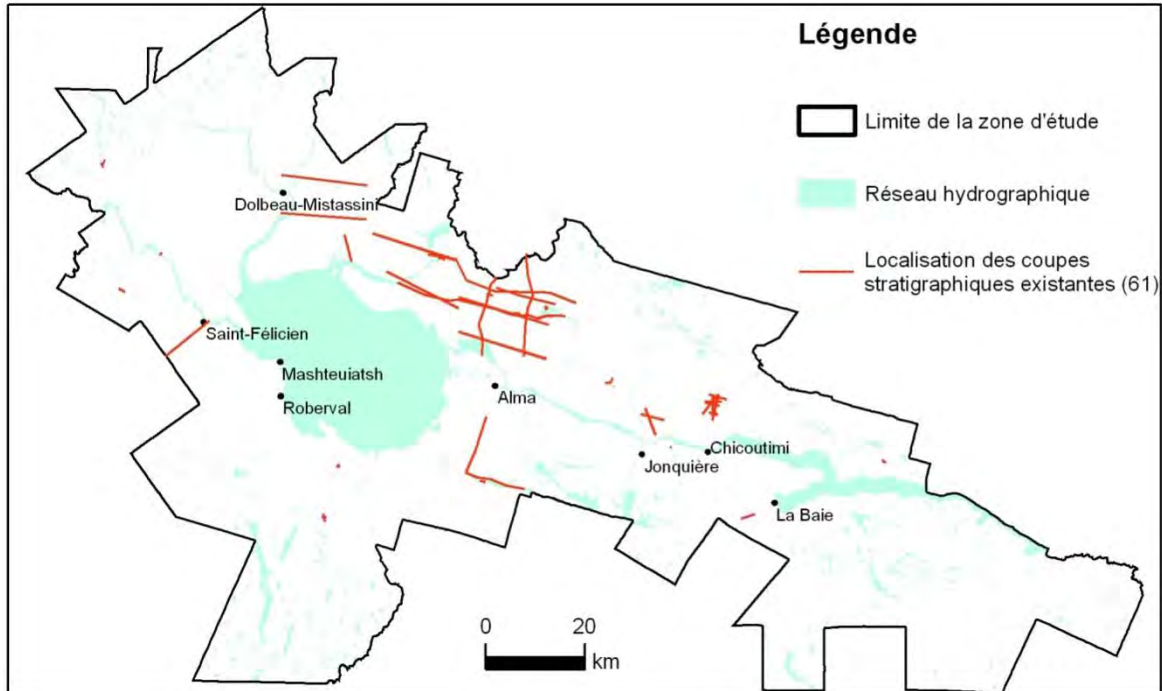 Légende
Limite de la zone d'étude
Réseau hydrographique
Localisation des coupes
stratigraphiques existantes (61)
Dolbeau-Mistassini
Saint-Félicien
Mashteuiatsh
Roberval
Alma
Chicoutimi
Jonquière
La Baie
0 20
km